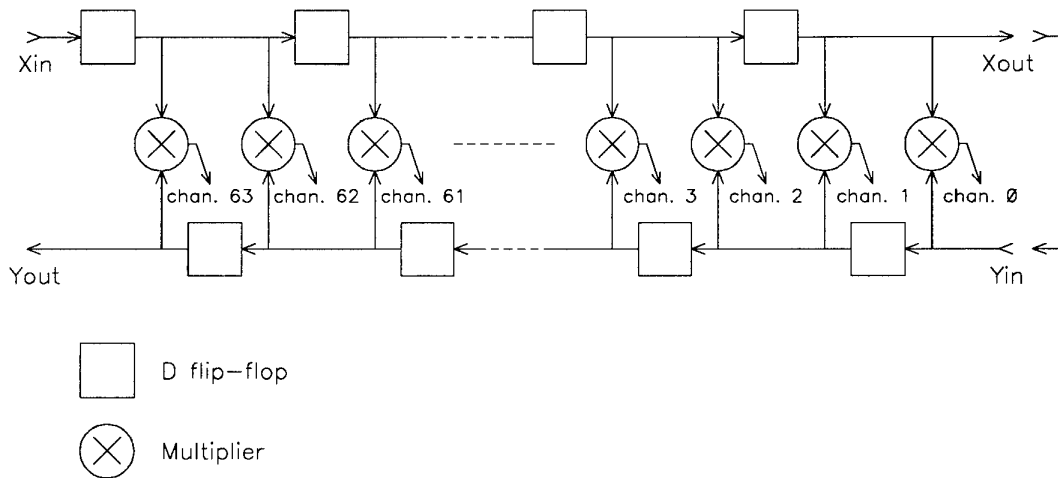 Xin
Xout
chan. 63
chan. 62
chan. 61
chan. 3
chan. 2
chan. 1
chan. 0
Yout
Yin
D flip-flop
Multiplier